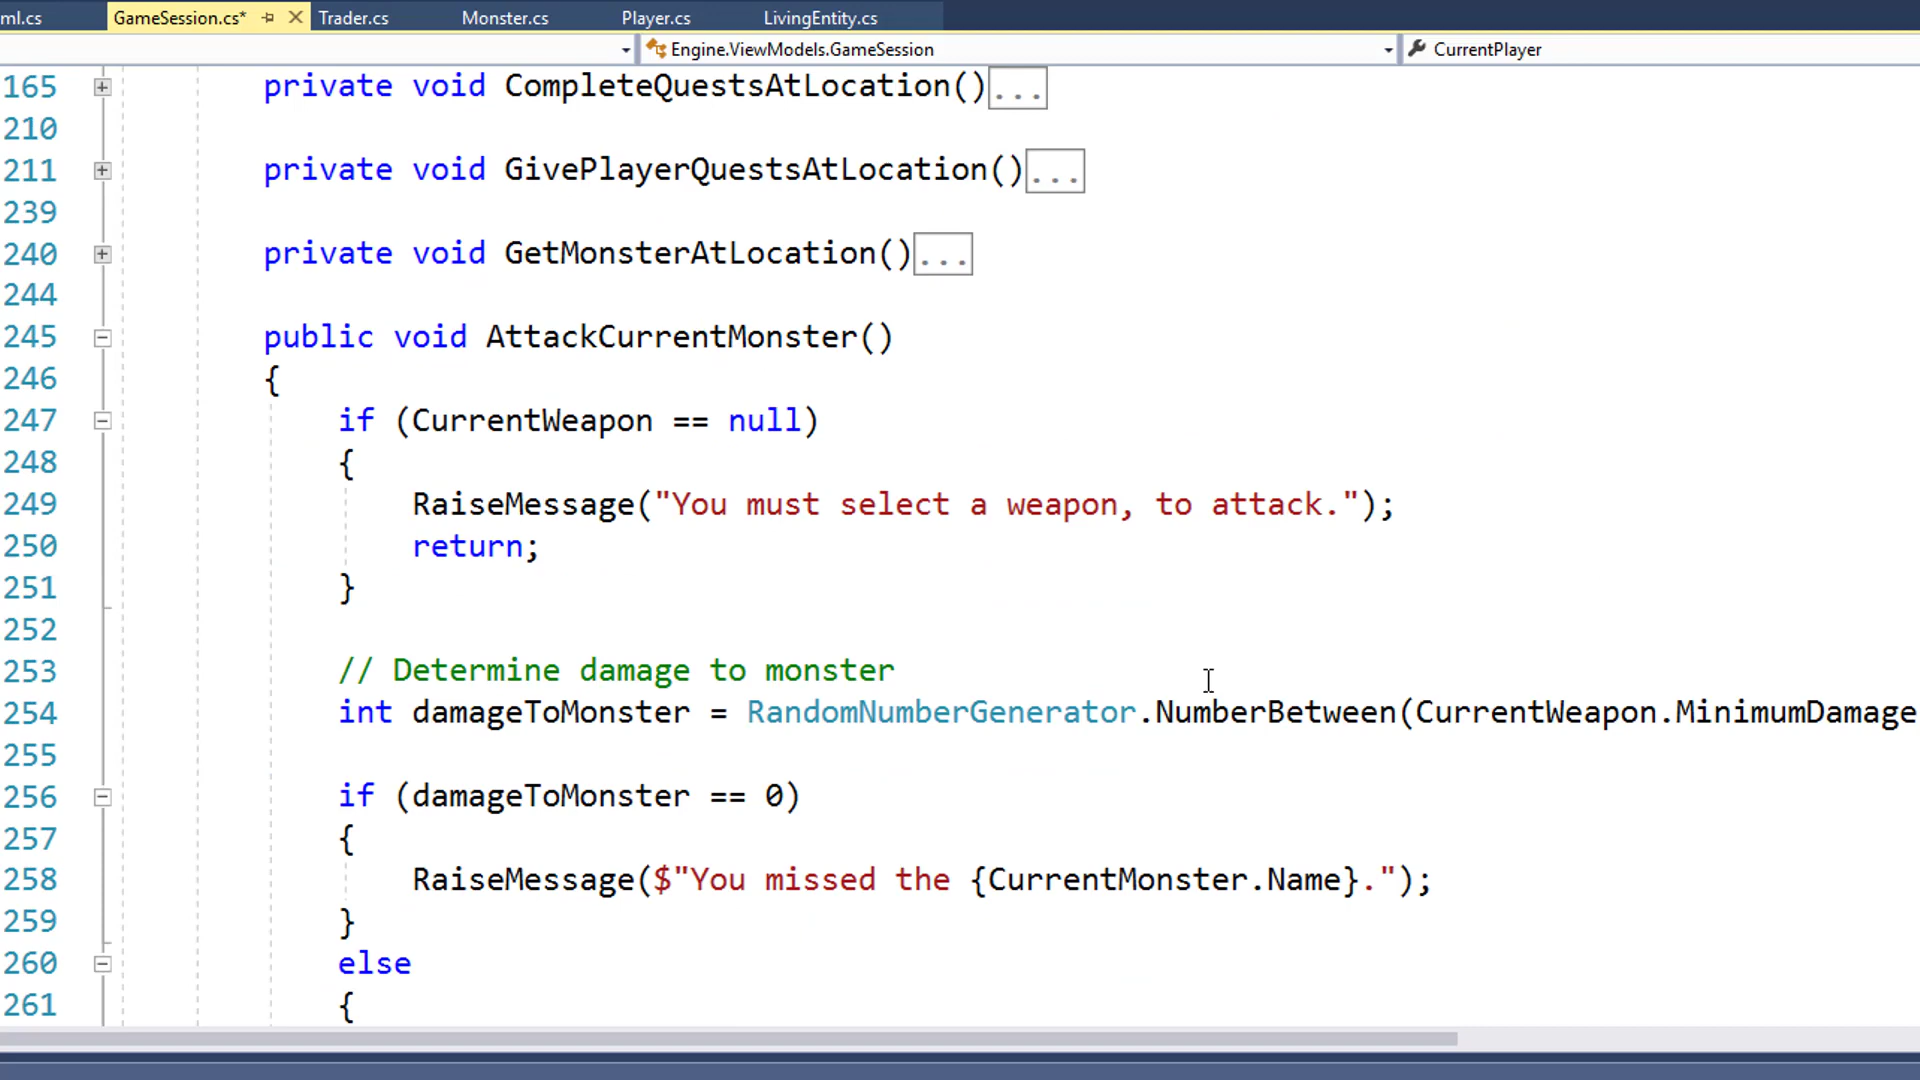 ml.cs GameSession.cs* Trader.cs Monster.cs Player.cs LivingEntity.cs
Engine.ViewModels.GameSession CurrentPlayer
165 private void CompleteQuestsAtLocation()...
210
211 private void GivePlayerQuestsAtLocation()...
239
240 private void GetMonsterAtLocation()...
244
245 public void AttackCurrentMonster()
246 {
247 if (CurrentWeapon == null)
248 {
249 RaiseMessage("You must select a weapon, to attack.");
250 return;
251 }
252
253 // Determine damage to monster
254 int damageToMonster = RandomNumberGenerator.NumberBetween(CurrentWeapon.MinimumDamage
255
256 if (damageToMonster == 0)
257 {
258 RaiseMessage($"You missed the {CurrentMonster.Name}.");
259 }
260 else
261 {